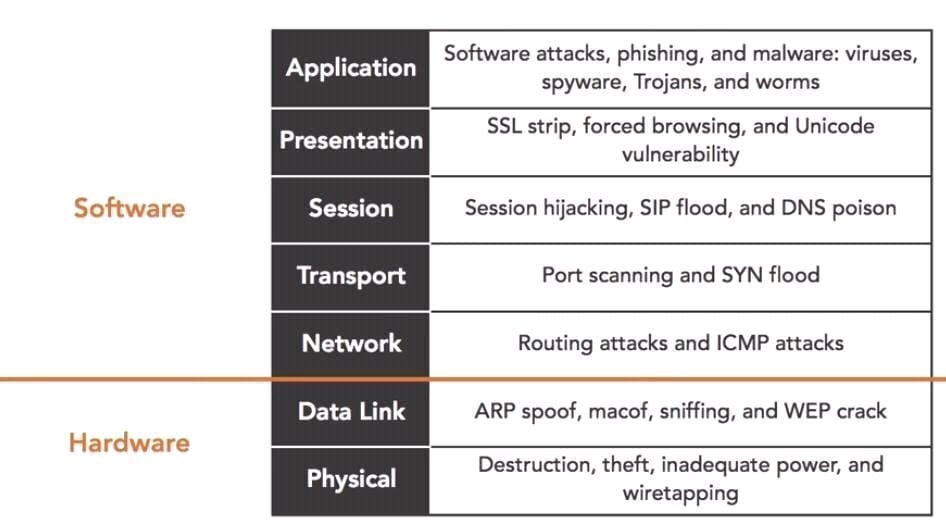 Application
Software attacks, phishing, and malware: viruses,
spyware, Trojans, and worms
Presentation
SSL strip, forced browsing, and Unicode
vulnerability
Software
Session
Session hijacking, SIP flood, and DNS poison
Transport
Port scanning and SYN flood
Network
Routing attacks and ICMP attacks
Data Link
ARP spoof, macof, sniffing, and WEP crack
Hardware
Physical
Destruction, theft, inadequate power, and
wiretapping